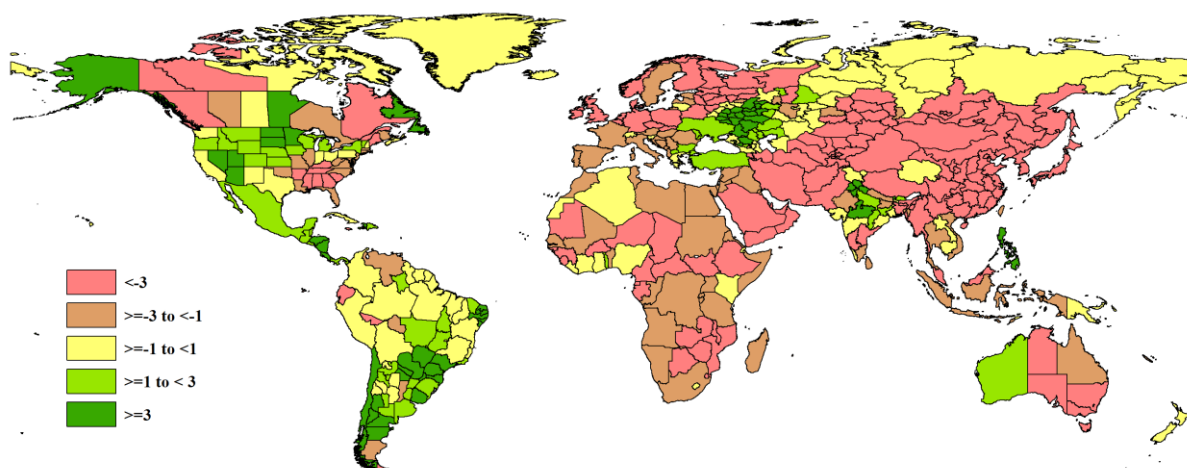 <-3
>=-3 to <-1
>=-1 to <1
>=1 to < 3
>=3